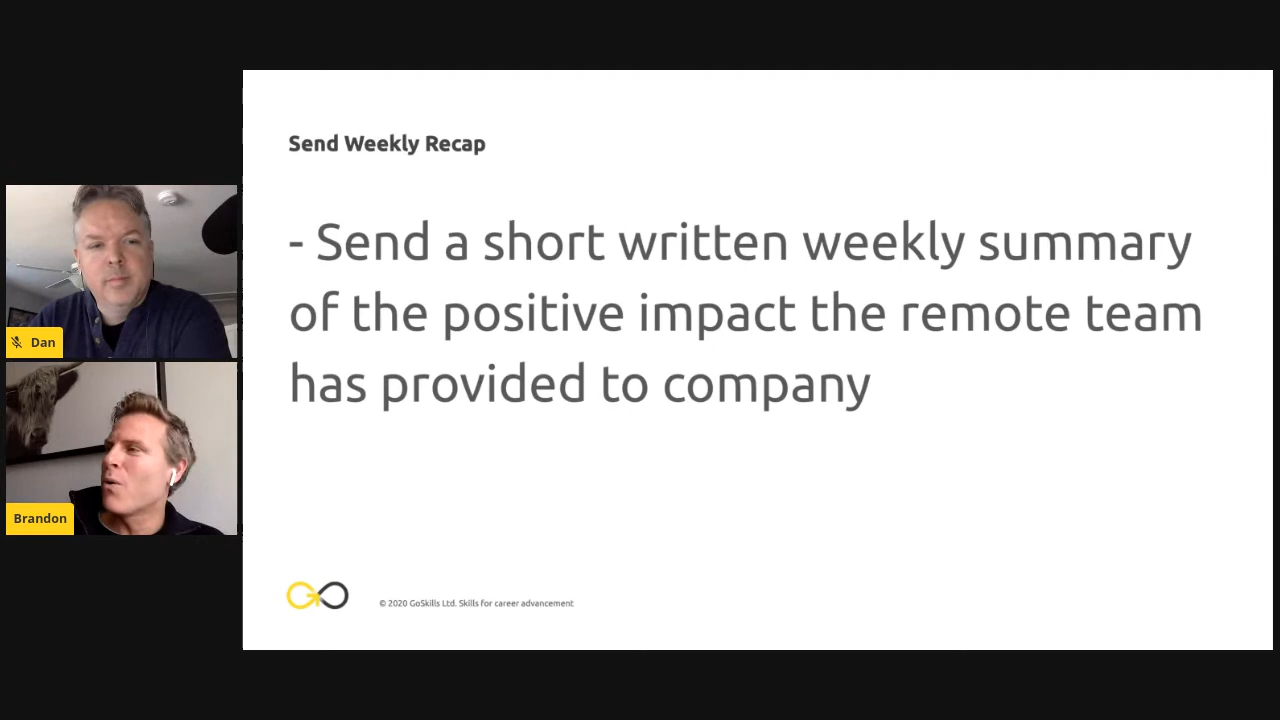 Send Weekly Recap
- Send a short written weekly summary
of the positive impact the remote team
has provided to company
Dan
Brandon
© 2020 GoSkills Ltd. Skills for career advancement